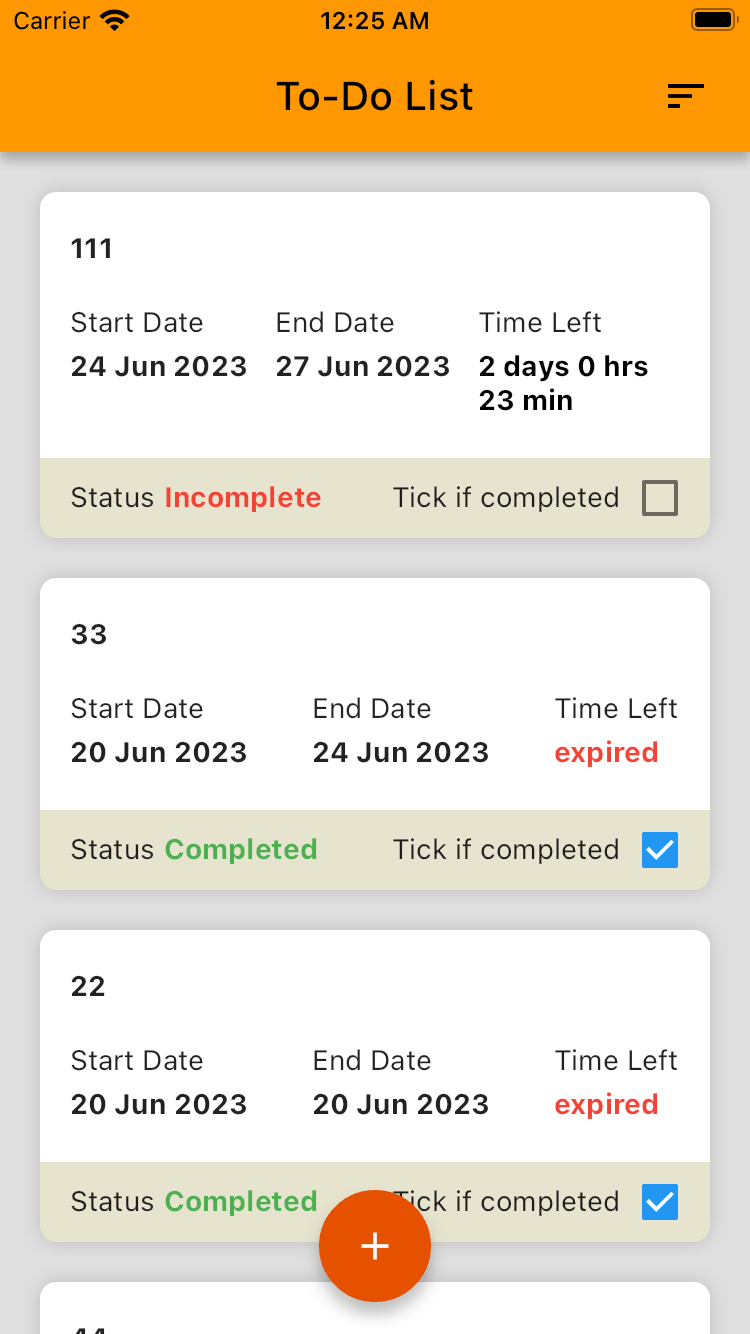 Carrier 12:25 AM
To-Do List
111
Start Date End Date Time Left
24 Jun 2023 27 Jun 2023 2 days 0 hrs
23 min
Status Incomplete Tick if completed
33
Start Date End Date Time Left
20 Jun 2023 24 Jun 2023 expired
Status Completed Tick if completed
22
Start Date End Date Time Left
20 Jun 2023 20 Jun 2023 expired
Status Completed Tick if completed